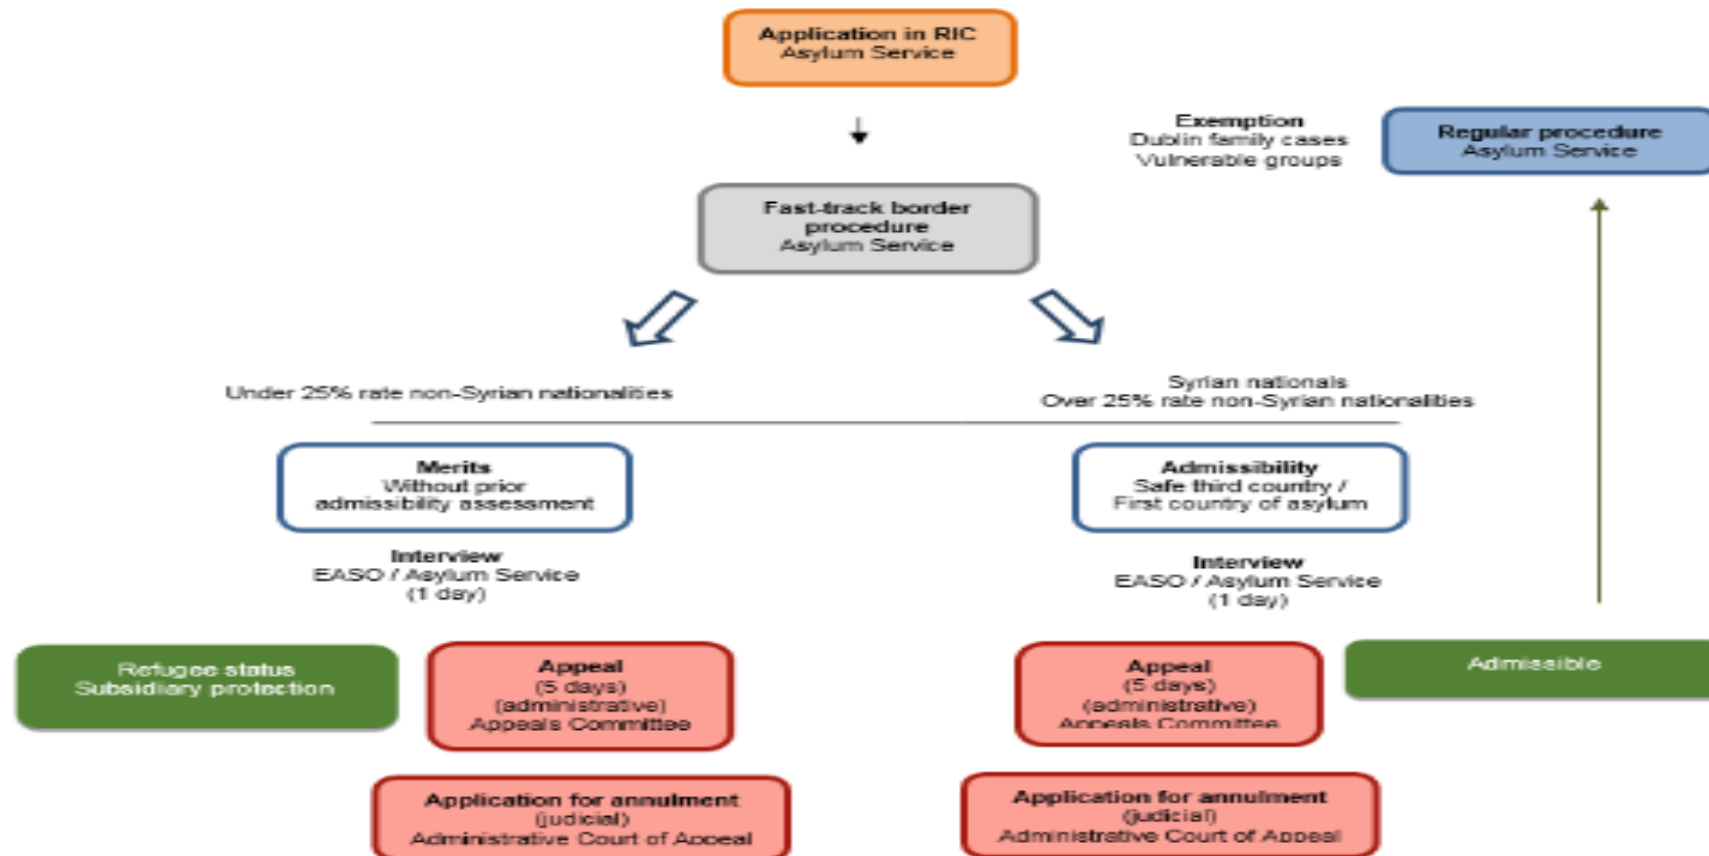 Application in RIC
Asylum Service
Exemption
Dublin family cases
Vulnerable groups
Regular procedure
Asylum Service
Fast-track border
procedure
Asylum Service
Under 25% rate non-Syrian nationalities
Syrian nationals
Over 25% rate non-Syrian nationalities
Merits
Without prior
admissibility assessment
Admissibility
Safe third country /
First country of asylum
Interview
EASO / Asylum Service
(1 day)
Interview
EASO / Asylum Service
(1 day)
Refugee status
Subsidiary protection
Appeal
(5 days)
(administrative)
Appeals Committee
Appeal
(5 days)
(administrative)
Appeals Committee
Admissible
Application for annulment
(judicial)
Administrative Court of Appeal
Application for annulment
(judicial)
Administrative Court of Appeal